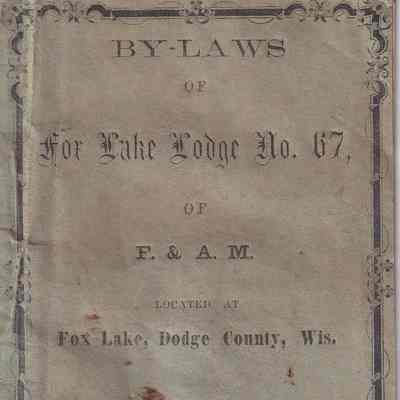 BY-LAWS
OF
Fox Lake Lodge No. 67,
OF
F. & A. M.
LOCATED AT
Fox Lake, Dodge County, Wis.